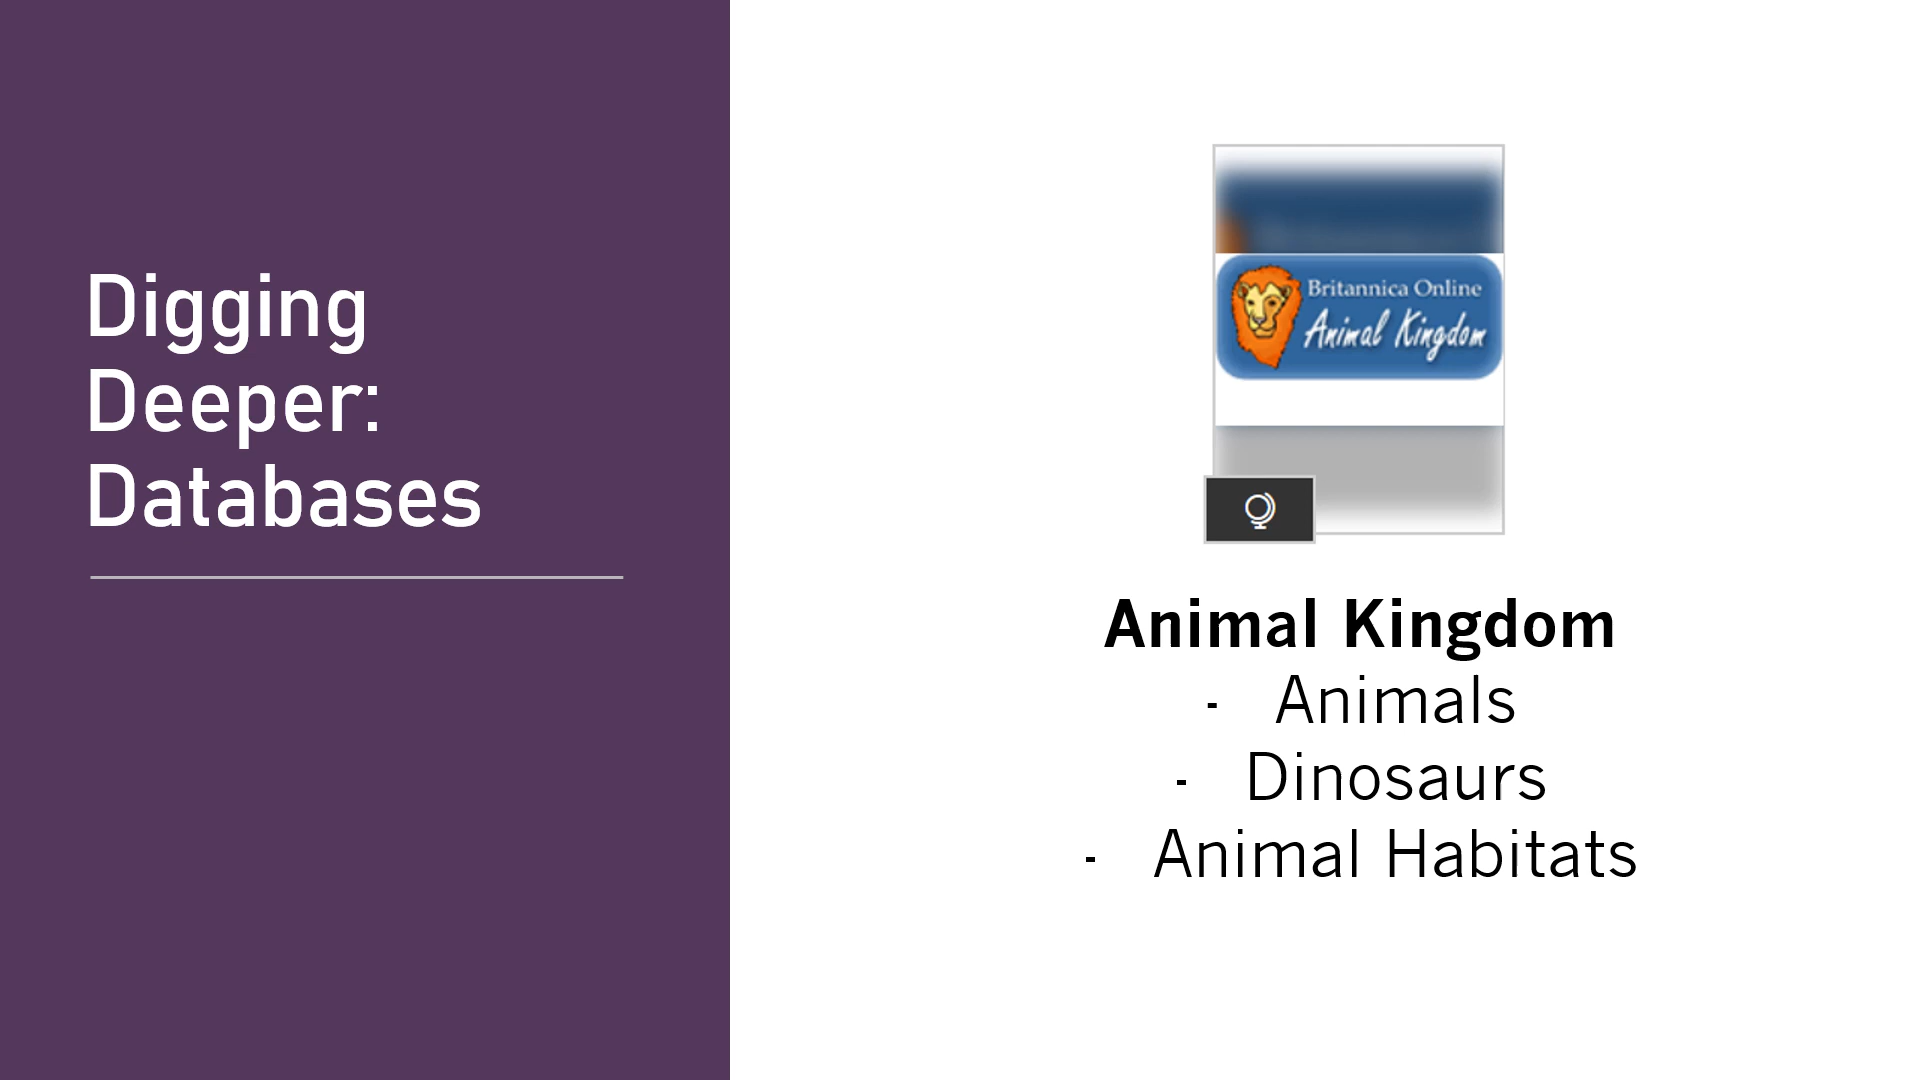 Digging
Deeper:
Databases
Britannica Online
Animal Kingdom
Animal Kingdom
- Animals
- Dinosaurs
- Animal Habitats